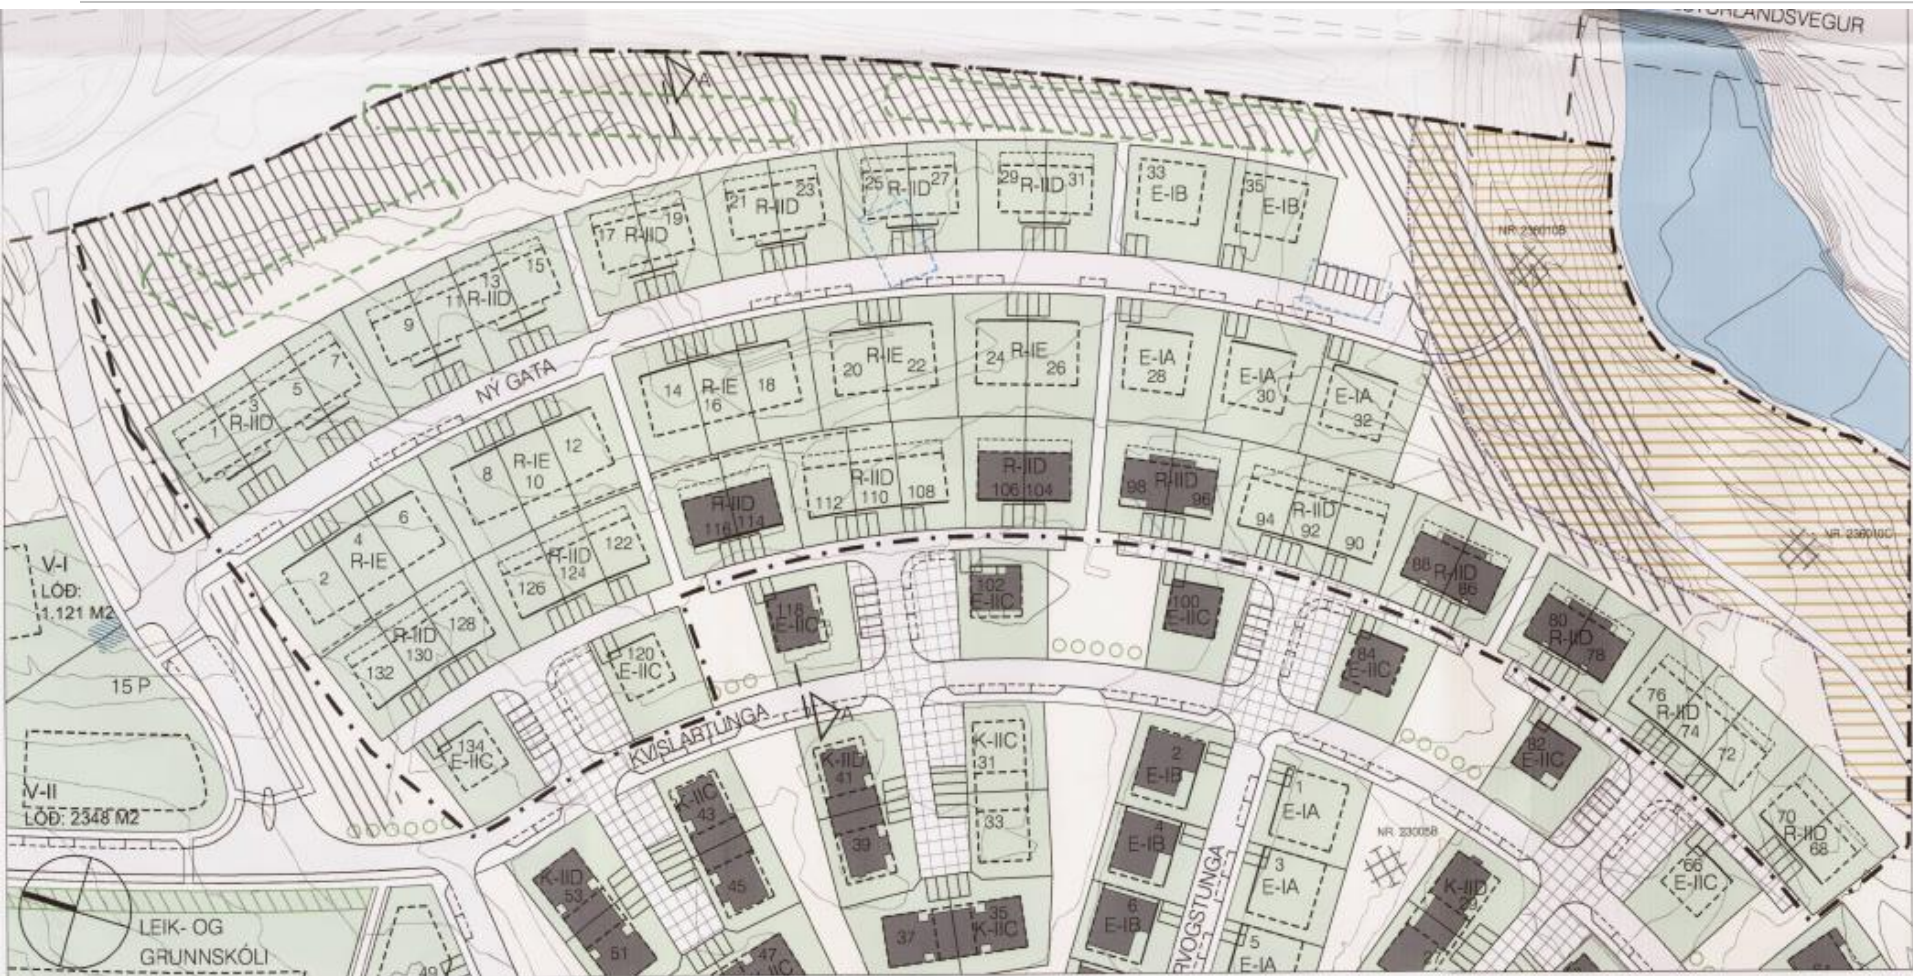 A
33
E-IB
35
E-IB
29
R-IID
31
25
R-IID
27
21
R-IID
23
17
R-IID
19
15
13
11
R-IID
9
7
5
3
R-IID
1
NÝ GATA
NR. 236010B
14
R-IE
16
18
20
R-IE
22
24
R-IE
26
E-IA
28
E-IA
30
E-IA
32
8
R-IE
10
12
6
4
R-IE
2
R-IID
106
104
98
R-IID
96
R-IID
112
110
108
R-IID
116
114
94
R-IID
92
90
88
R-IID
86
R-IID
122
124
126
128
R-IID
130
132
NR. 236010C
V-I
LÓÐ:
1.121 M2
118
E-IIC
102
E-IIC
100
E-IIC
84
E-IIC
80
R-IID
78
120
E-IIC
134
E-IIC
15 P
76
R-IID
74
72
KVÍSLARTUNGA
A
82
E-IIC
70
R-IID
68
66
E-IIC
V-II
LÓÐ: 2348 M2
K-IIC
43
45
K-IID
41
39
K-IIC
31
33
2
E-IB
4
E-IB
6
E-IB
1
E-IA
3
E-IA
5
E-IA
NR. 23005B
K-IID
29
27
K-IID
53
51
35
K-IIC
37
47
K-IIC
49
LEIK- OG
GRUNNSKÓLI